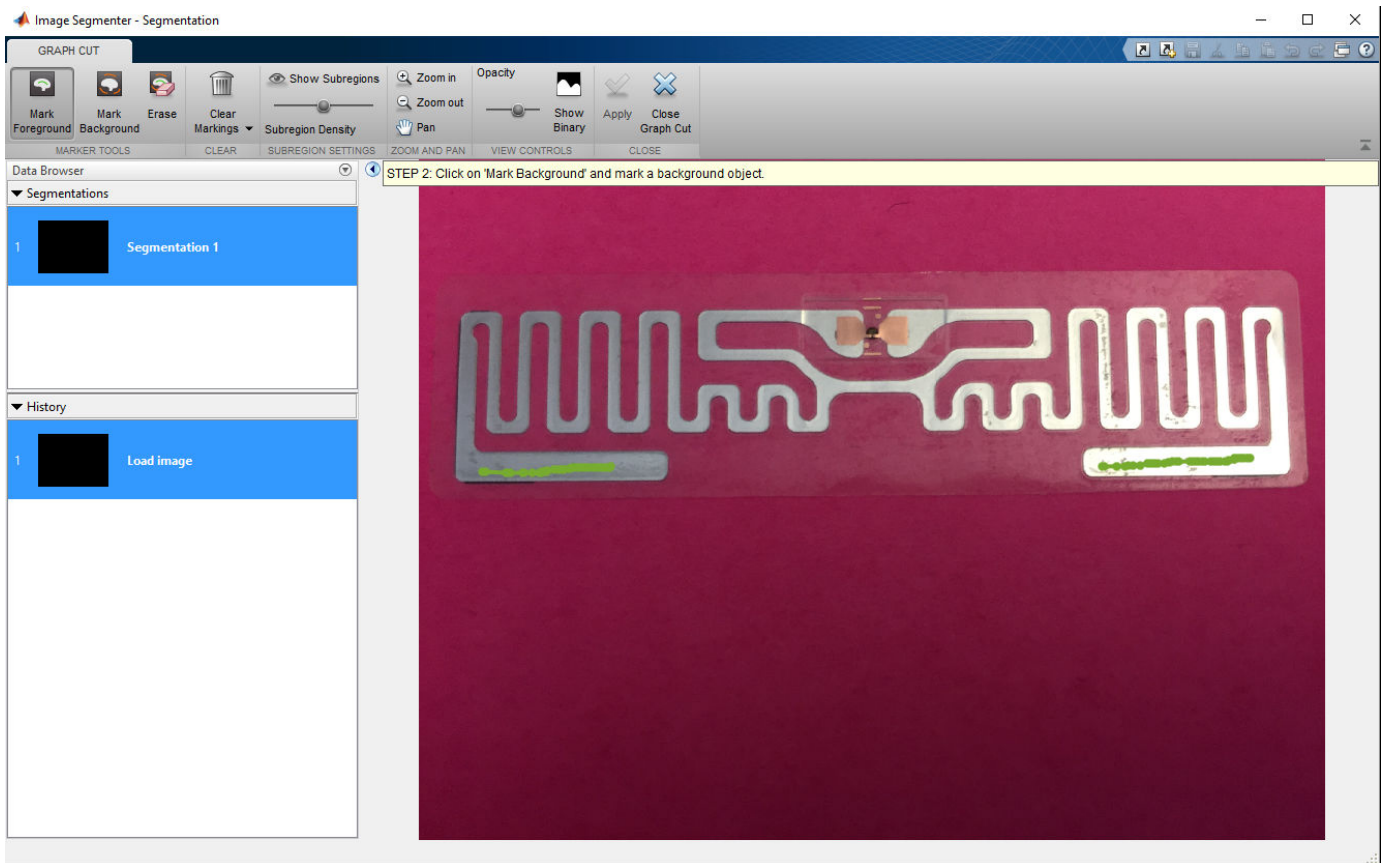 Image Segmenter - Segmentation
GRAPH CUT
Mark Foreground
Mark Background
Erase
Clear Markings
Show Subregions
Subregion Density
Zoom in
Zoom out
Pan
Opacity
Show Binary
Apply
Close Graph Cut
MARKER TOOLS
CLEAR
SUBREGION SETTINGS
ZOOM AND PAN
VIEW CONTROLS
CLOSE
Data Browser
STEP 2: Click on 'Mark Background' and mark a background object.
Segmentations
1 Segmentation 1
History
1 Load image